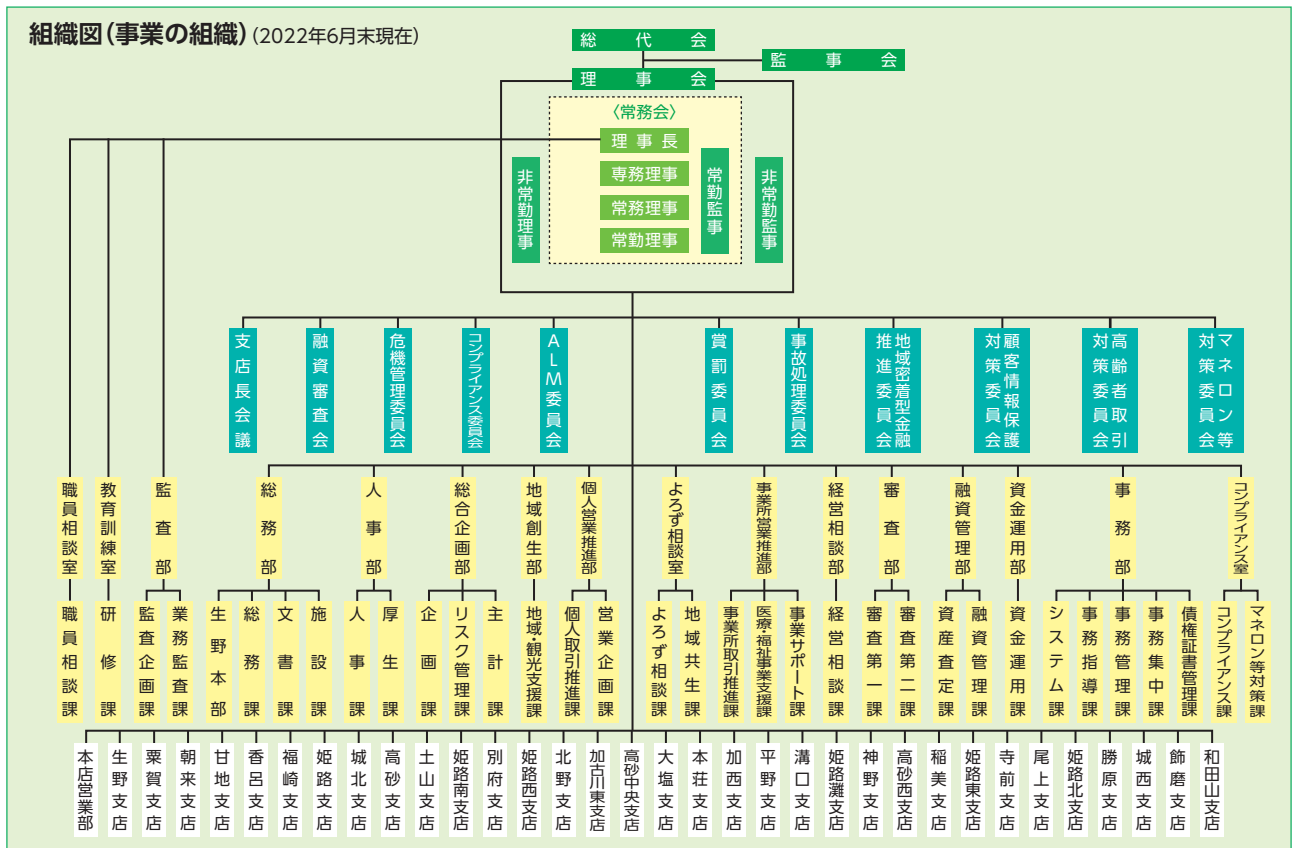 組織図(事業の組織)(2022年6月末現在)
総代会
監事会
理事会
〈常務会〉
理事長
専務理事
常務理事
常勤理事
常勤監事
非常勤理事
非常勤監事
支店長会議
融資審査会
危機管理委員会
コンプライアンス委員会
ALM委員会
賞罰委員会
事故処理委員会
地域密着型金融
推進委員会
顧客情報保護
対策委員会
高齢者取引
対策委員会
マネロン等
対策委員会
職員相談室
教育訓練室
監査部
総務部
人事部
総合企画部
地域創生部
個人営業推進部
よろず相談室
事業所営業推進部
経営相談部
審査部
融資管理部
資金運用部
事務部
コンプライアンス室
職員相談課
研修課
監査企画課
業務監査課
生野本部
総務課
文書課
施設課
人事課
厚生課
企画課
リスク管理課
主計課
地域・観光支援課
個人取引推進課
営業企画課
よろず相談課
地域共生課
事業所取引推進課
医療・福祉事業支援課
事業サポート課
経営相談課
審査第一課
審査第二課
資産査定課
融資管理課
資金運用課
システム課
事務指導課
事務管理課
事務集中課
債権証書管理課
コンプライアンス課
マネロン等対策課
本店営業部
生野支店
粟賀支店
朝来支店
甘地支店
香呂支店
福崎支店
姫路支店
城北支店
高砂支店
土山支店
姫路南支店
別府支店
姫路西支店
北野支店
加古川東支店
高砂中央支店
大塩支店
本荘支店
加西支店
平野支店
溝口支店
姫路灘支店
神野支店
高砂西支店
稲美支店
姫路東支店
寺前支店
尾上支店
姫路北支店
勝原支店
城西支店
飾磨支店
和田山支店